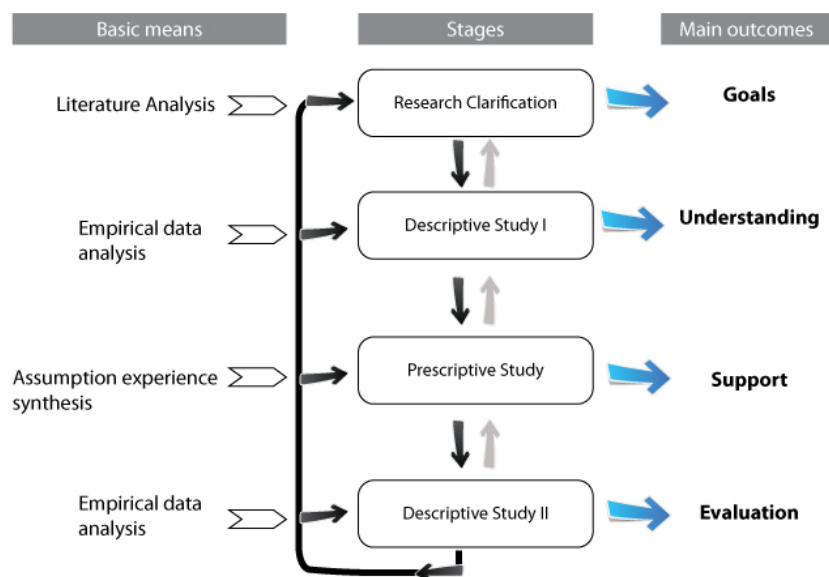 Basic means
Stages
Main outcomes
Literature Analysis
Research Clarification
Goals
Empirical data
analysis
Descriptive Study I
Understanding
Assumption experience
synthesis
Prescriptive Study
Support
Empirical data
analysis
Descriptive Study II
Evaluation